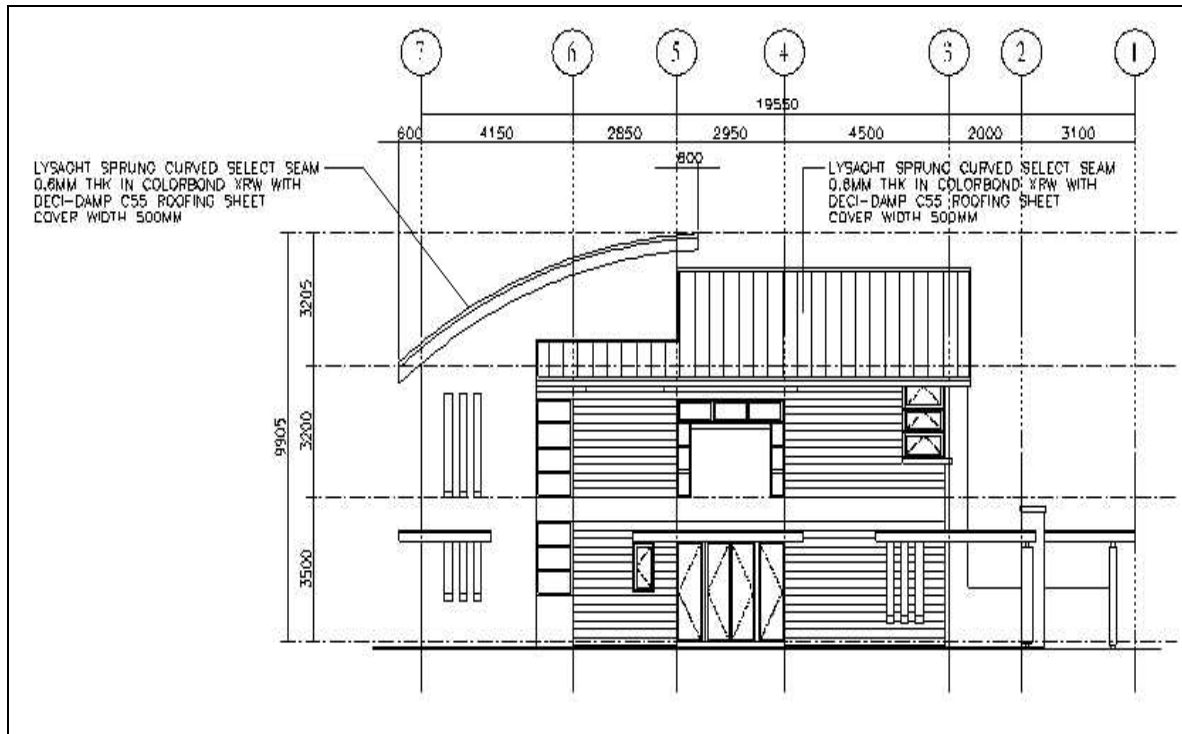 7 6 5 4 3 2 1
19550
600 4150 2850 2950 4500 2000 3100
600
LYSAGHT SPRUNG CURVED SELECT SEAM
0.6MM THK IN COLORBOND XRW WITH
DECI-DAMP C55 ROOFING SHEET
COVER WIDTH 500MM
LYSAGHT SPRUNG CURVED SELECT SEAM
0.6MM THK IN COLORBOND XRW WITH
DECI-DAMP C55 ROOFING SHEET
COVER WIDTH 500MM
3205
9905
3200
3500